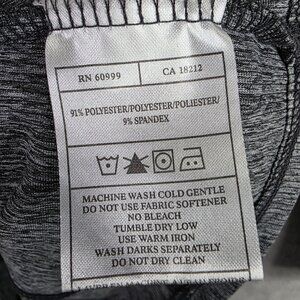 RN 60999 CA 18212
91% POLYESTER/POLYESTER/POLIESTER/
9% SPANDEX
MACHINE WASH COLD GENTLE
DO NOT USE FABRIC SOFTENER
NO BLEACH
TUMBLE DRY LOW
USE WARM IRON
WASH DARKS SEPARATELY
DO NOT DRY CLEAN